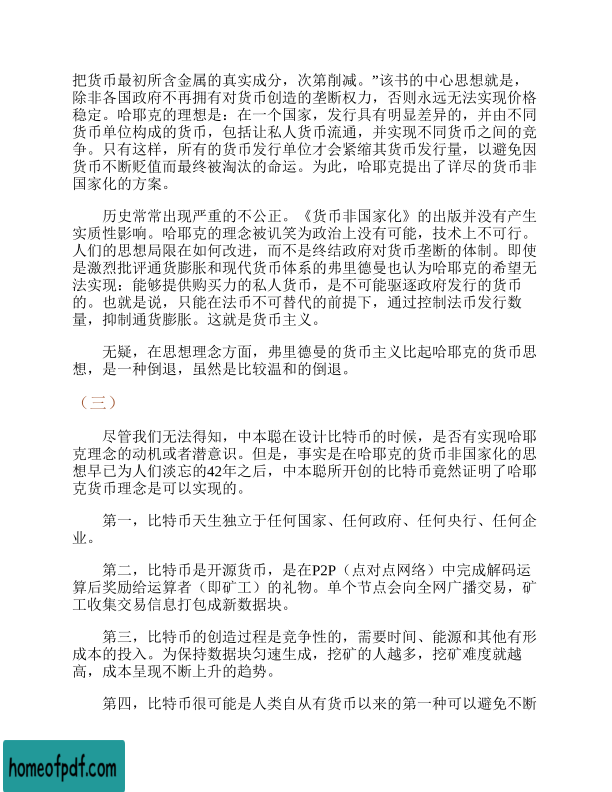 把货币最初所含金属的真实成分，次第削减。”该书的中心思想就是，
除非各国政府不再拥有对货币创造的垄断权力，否则永远无法实现价格
稳定。哈耶克的理想是：在一个国家，发行具有明显差异的，并由不同
货币单位构成的货币，包括让私人货币流通，并实现不同货币之间的竞
争。只有这样，所有的货币发行单位才会紧缩其货币发行量，以避免因
货币不断贬值而最终被淘汰的命运。为此，哈耶克提出了详尽的货币非
国家化的方案。
历史常常出现严重的不公正。《货币非国家化》的出版并没有产生
实质性影响。哈耶克的理念被讥笑为政治上没有可能，技术上不可行。
人们的思想局限在如何改进，而不是终结政府对货币垄断的体制。即使
是激烈批评通货膨胀和现代货币体系的弗里德曼也认为哈耶克的希望无
法实现：能够提供购买力的私人货币，是不可能驱逐政府发行的货币
的。也就是说，只能在法币不可替代的前提下，通过控制法币发行数
量，抑制通货膨胀。这就是货币主义。
无疑，在思想理念方面，弗里德曼的货币主义比起哈耶克的货币思
想，是一种倒退，虽然是比较温和的倒退。
（三）
尽管我们无法得知，中本聪在设计比特币的时候，是否有实现哈耶
克理念的动机或者潜意识。但是，事实是在哈耶克的货币非国家化的思
想早已为人们淡忘的42年之后，中本聪所开创的比特币竟然证明了哈耶
克货币理念是可以实现的。
第一，比特币天生独立于任何国家、任何政府、任何央行、任何企
业。
第二，比特币是开源货币，是在P2P（点对点网络）中完成解码运
算后奖励给运算者（即矿工）的礼物。单个节点会向全网广播交易，矿
工收集交易信息打包成新数据块。
第三，比特币的创造过程是竞争性的，需要时间、能源和其他有形
成本的投入。为保持数据块匀速生成，挖矿的人越多，挖矿难度就越
高，成本呈现不断上升的趋势。
第四，比特币很可能是人类自从有货币以来的第一种可以避免不断
homeofpdf.com